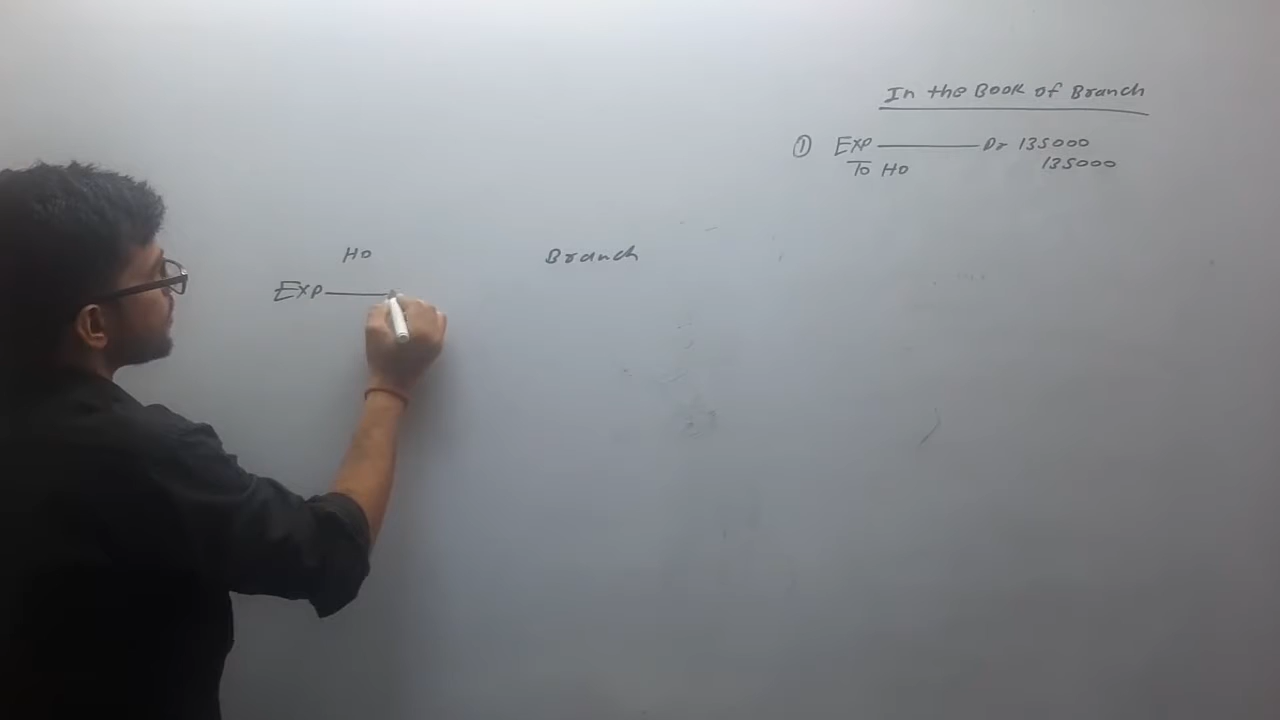 In the Book of Branch
① Exp ——— Dr 135000
To HO 135000
HO Branch
Exp ———